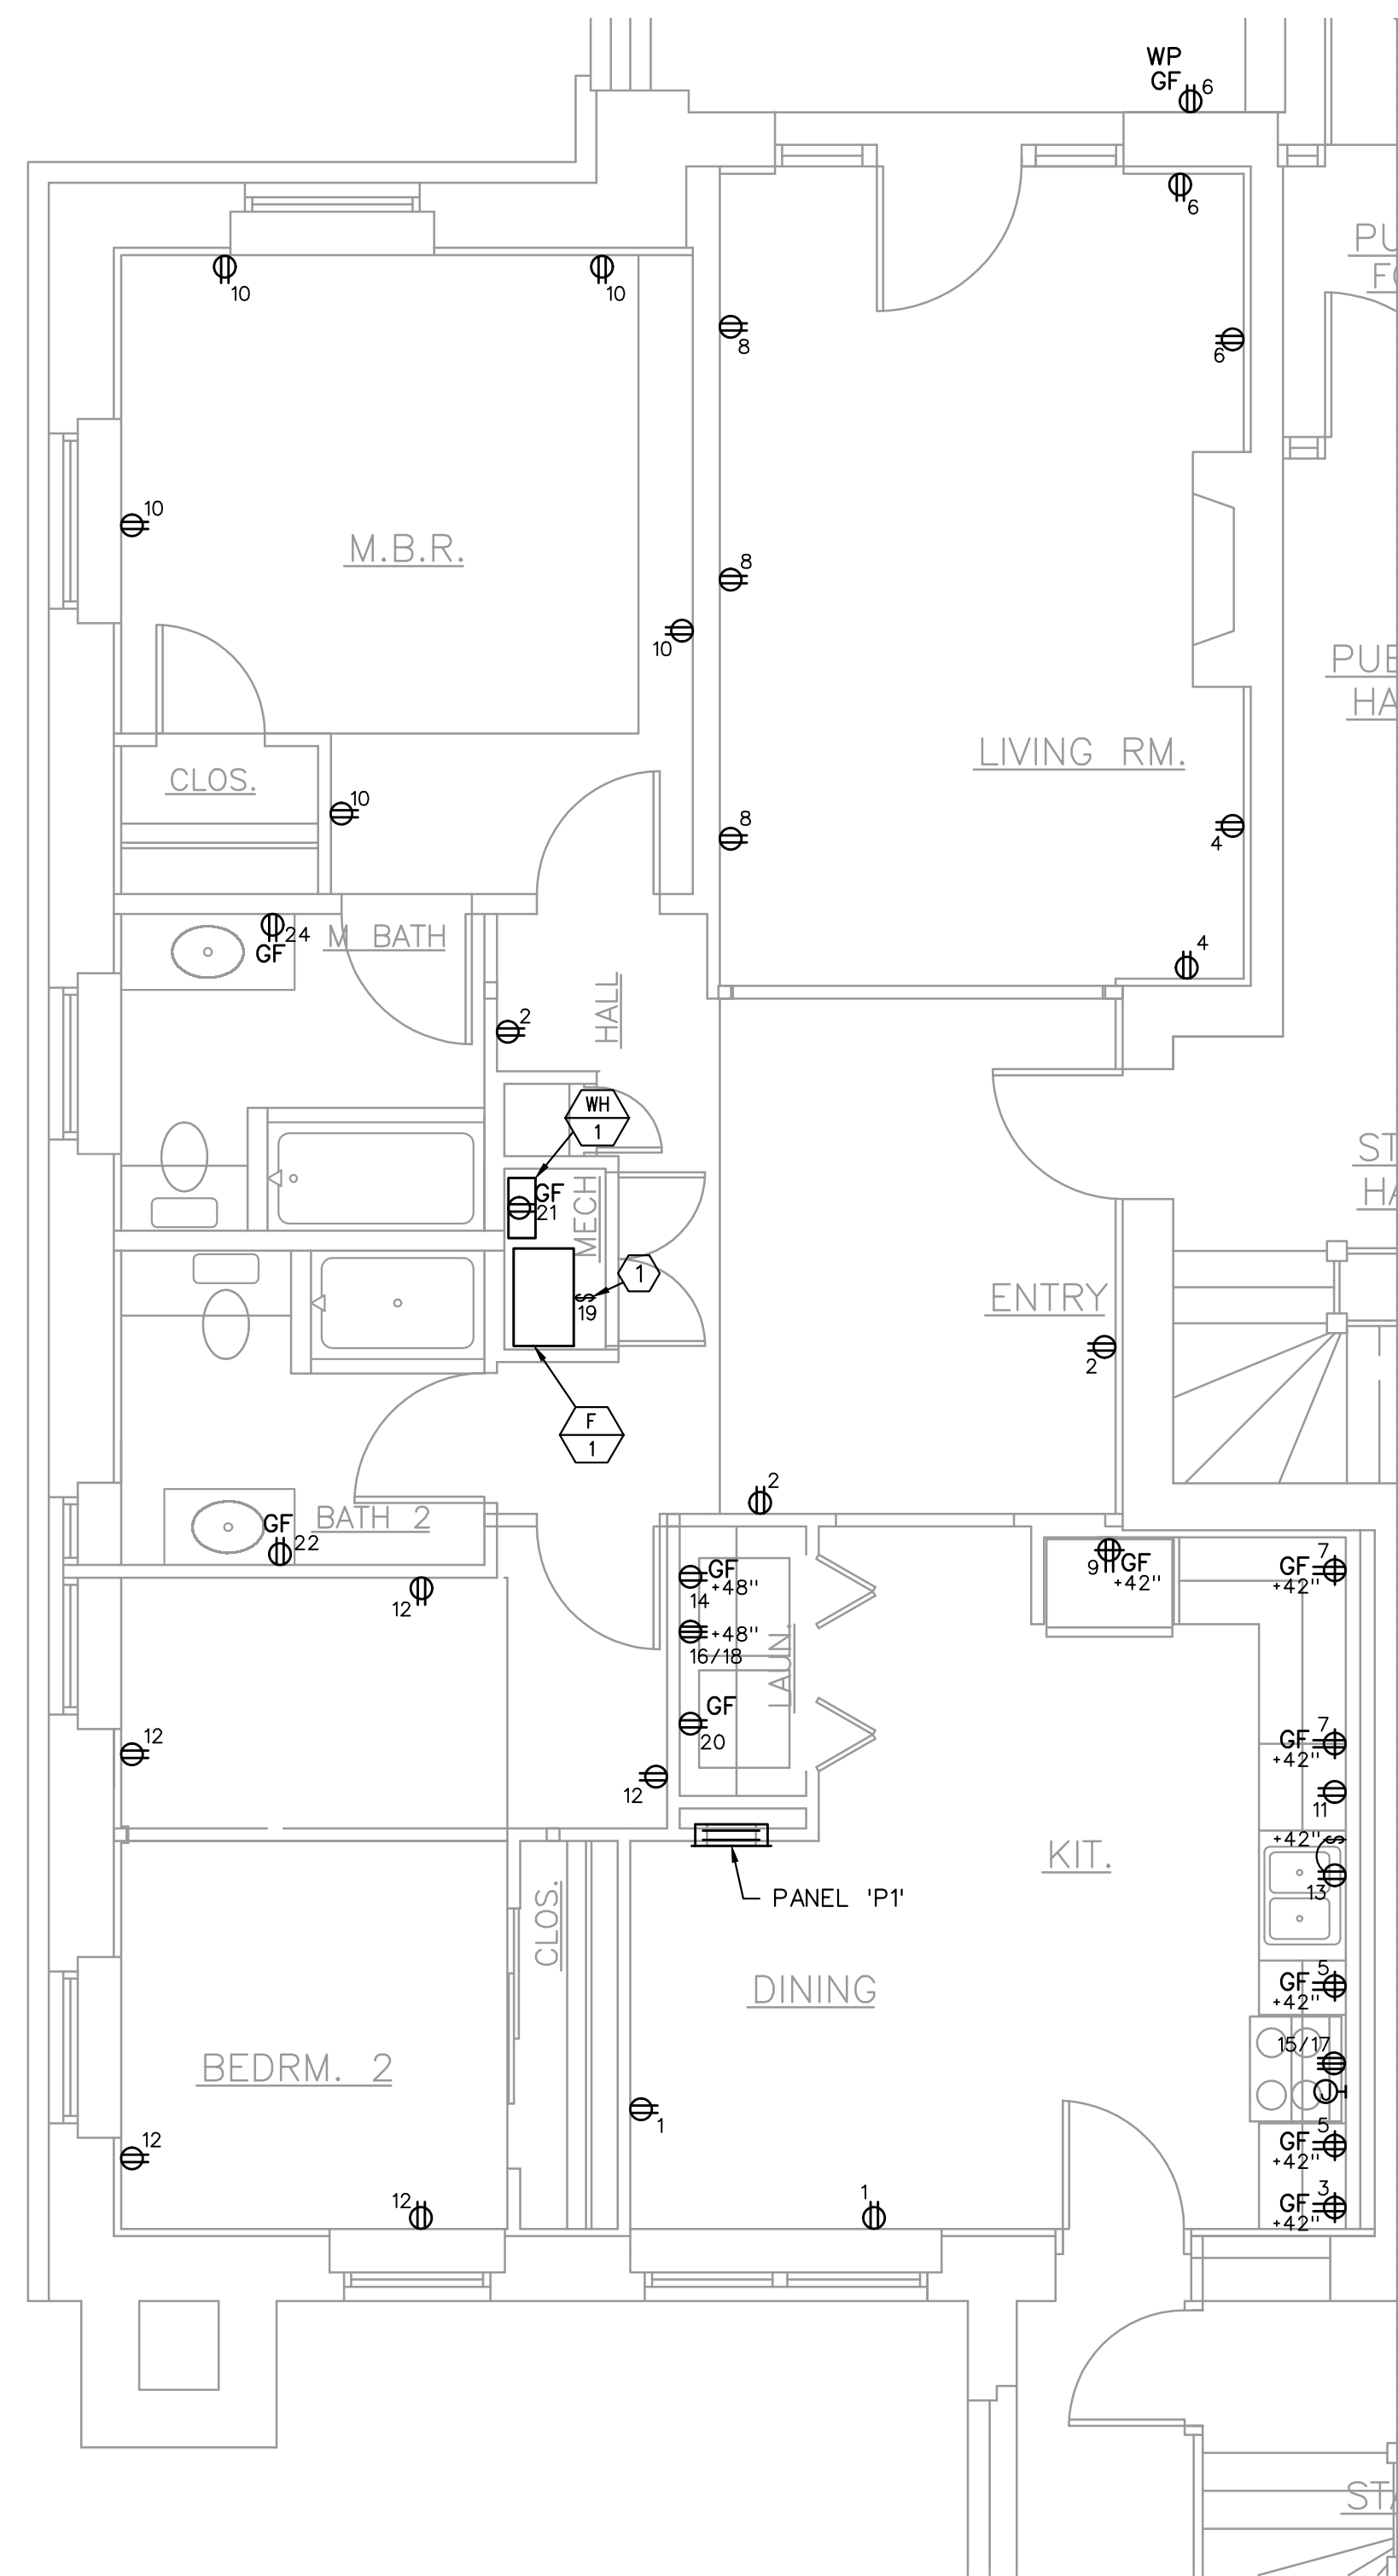 WP
GF 6
6
10
10
8
6
10
M.B.R.
8
10
LIVING RM.
CLOS.
10
8
4
24
GF
M BATH
4
2
HALL
WH
1
GF
21
MECH
1
19
ENTRY
2
F
1
2
GF
22
BATH 2
12
GF
+48"
14
+48"
16/18
LAUN.
GF
20
9
GF
+42"
7
GF
+42"
12
12
7
GF
+42"
11
+42"
S
13
KIT.
PANEL 'P1'
CLOS.
DINING
5
GF
+42"
15/17
J
BEDRM. 2
1
12
5
GF
+42"
12
1
3
GF
+42"